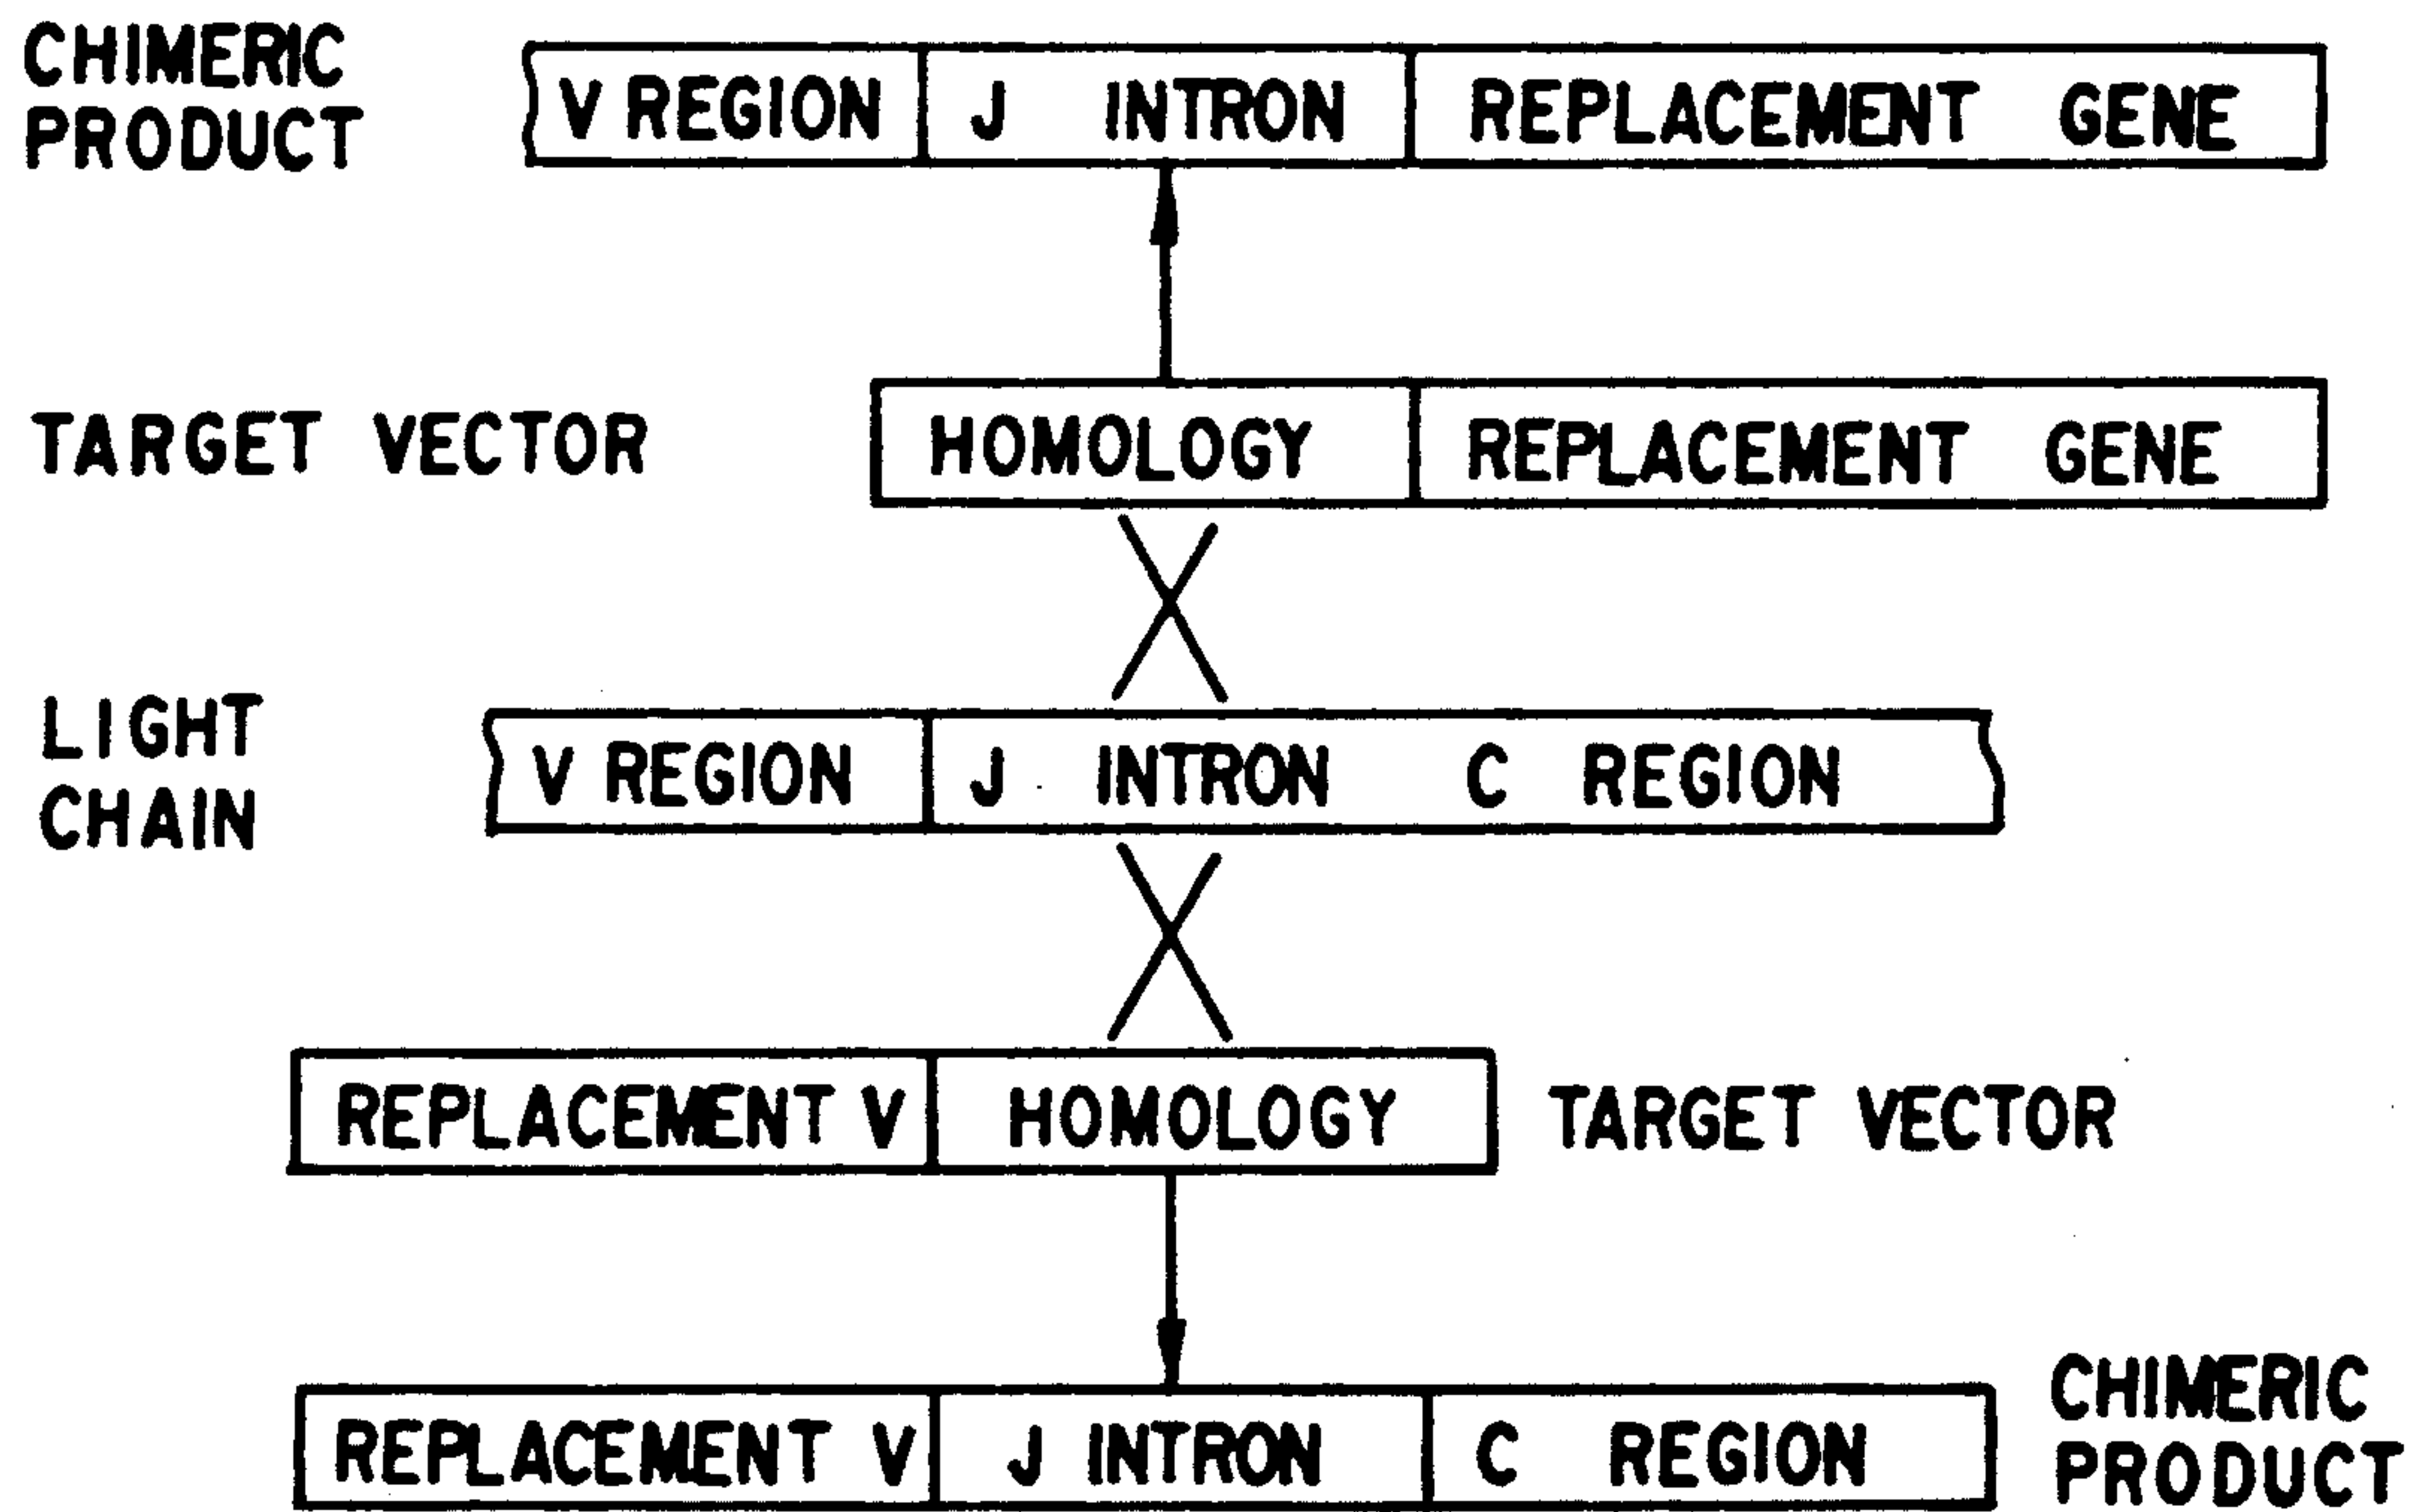 CHIMERIC
PRODUCT
V REGION J INTRON REPLACEMENT GENE
TARGET VECTOR HOMOLOGY REPLACEMENT GENE
LIGHT
CHAIN
V REGION J INTRON C REGION
REPLACEMENT V HOMOLOGY TARGET VECTOR
REPLACEMENT V J INTRON C REGION
CHIMERIC
PRODUCT